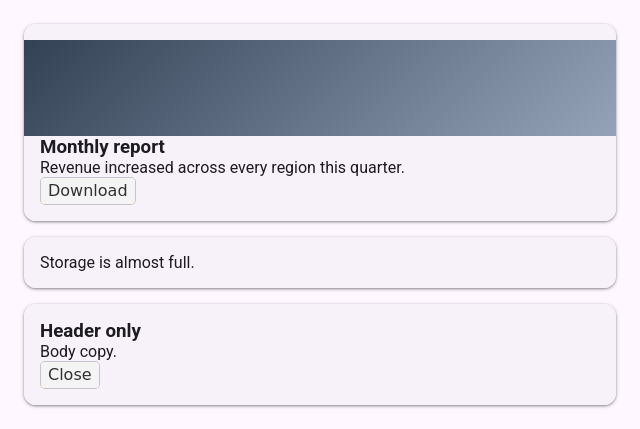 Monthly report
Revenue increased across every region this quarter.
Download
Storage is almost full.
Header only
Body copy.
Close